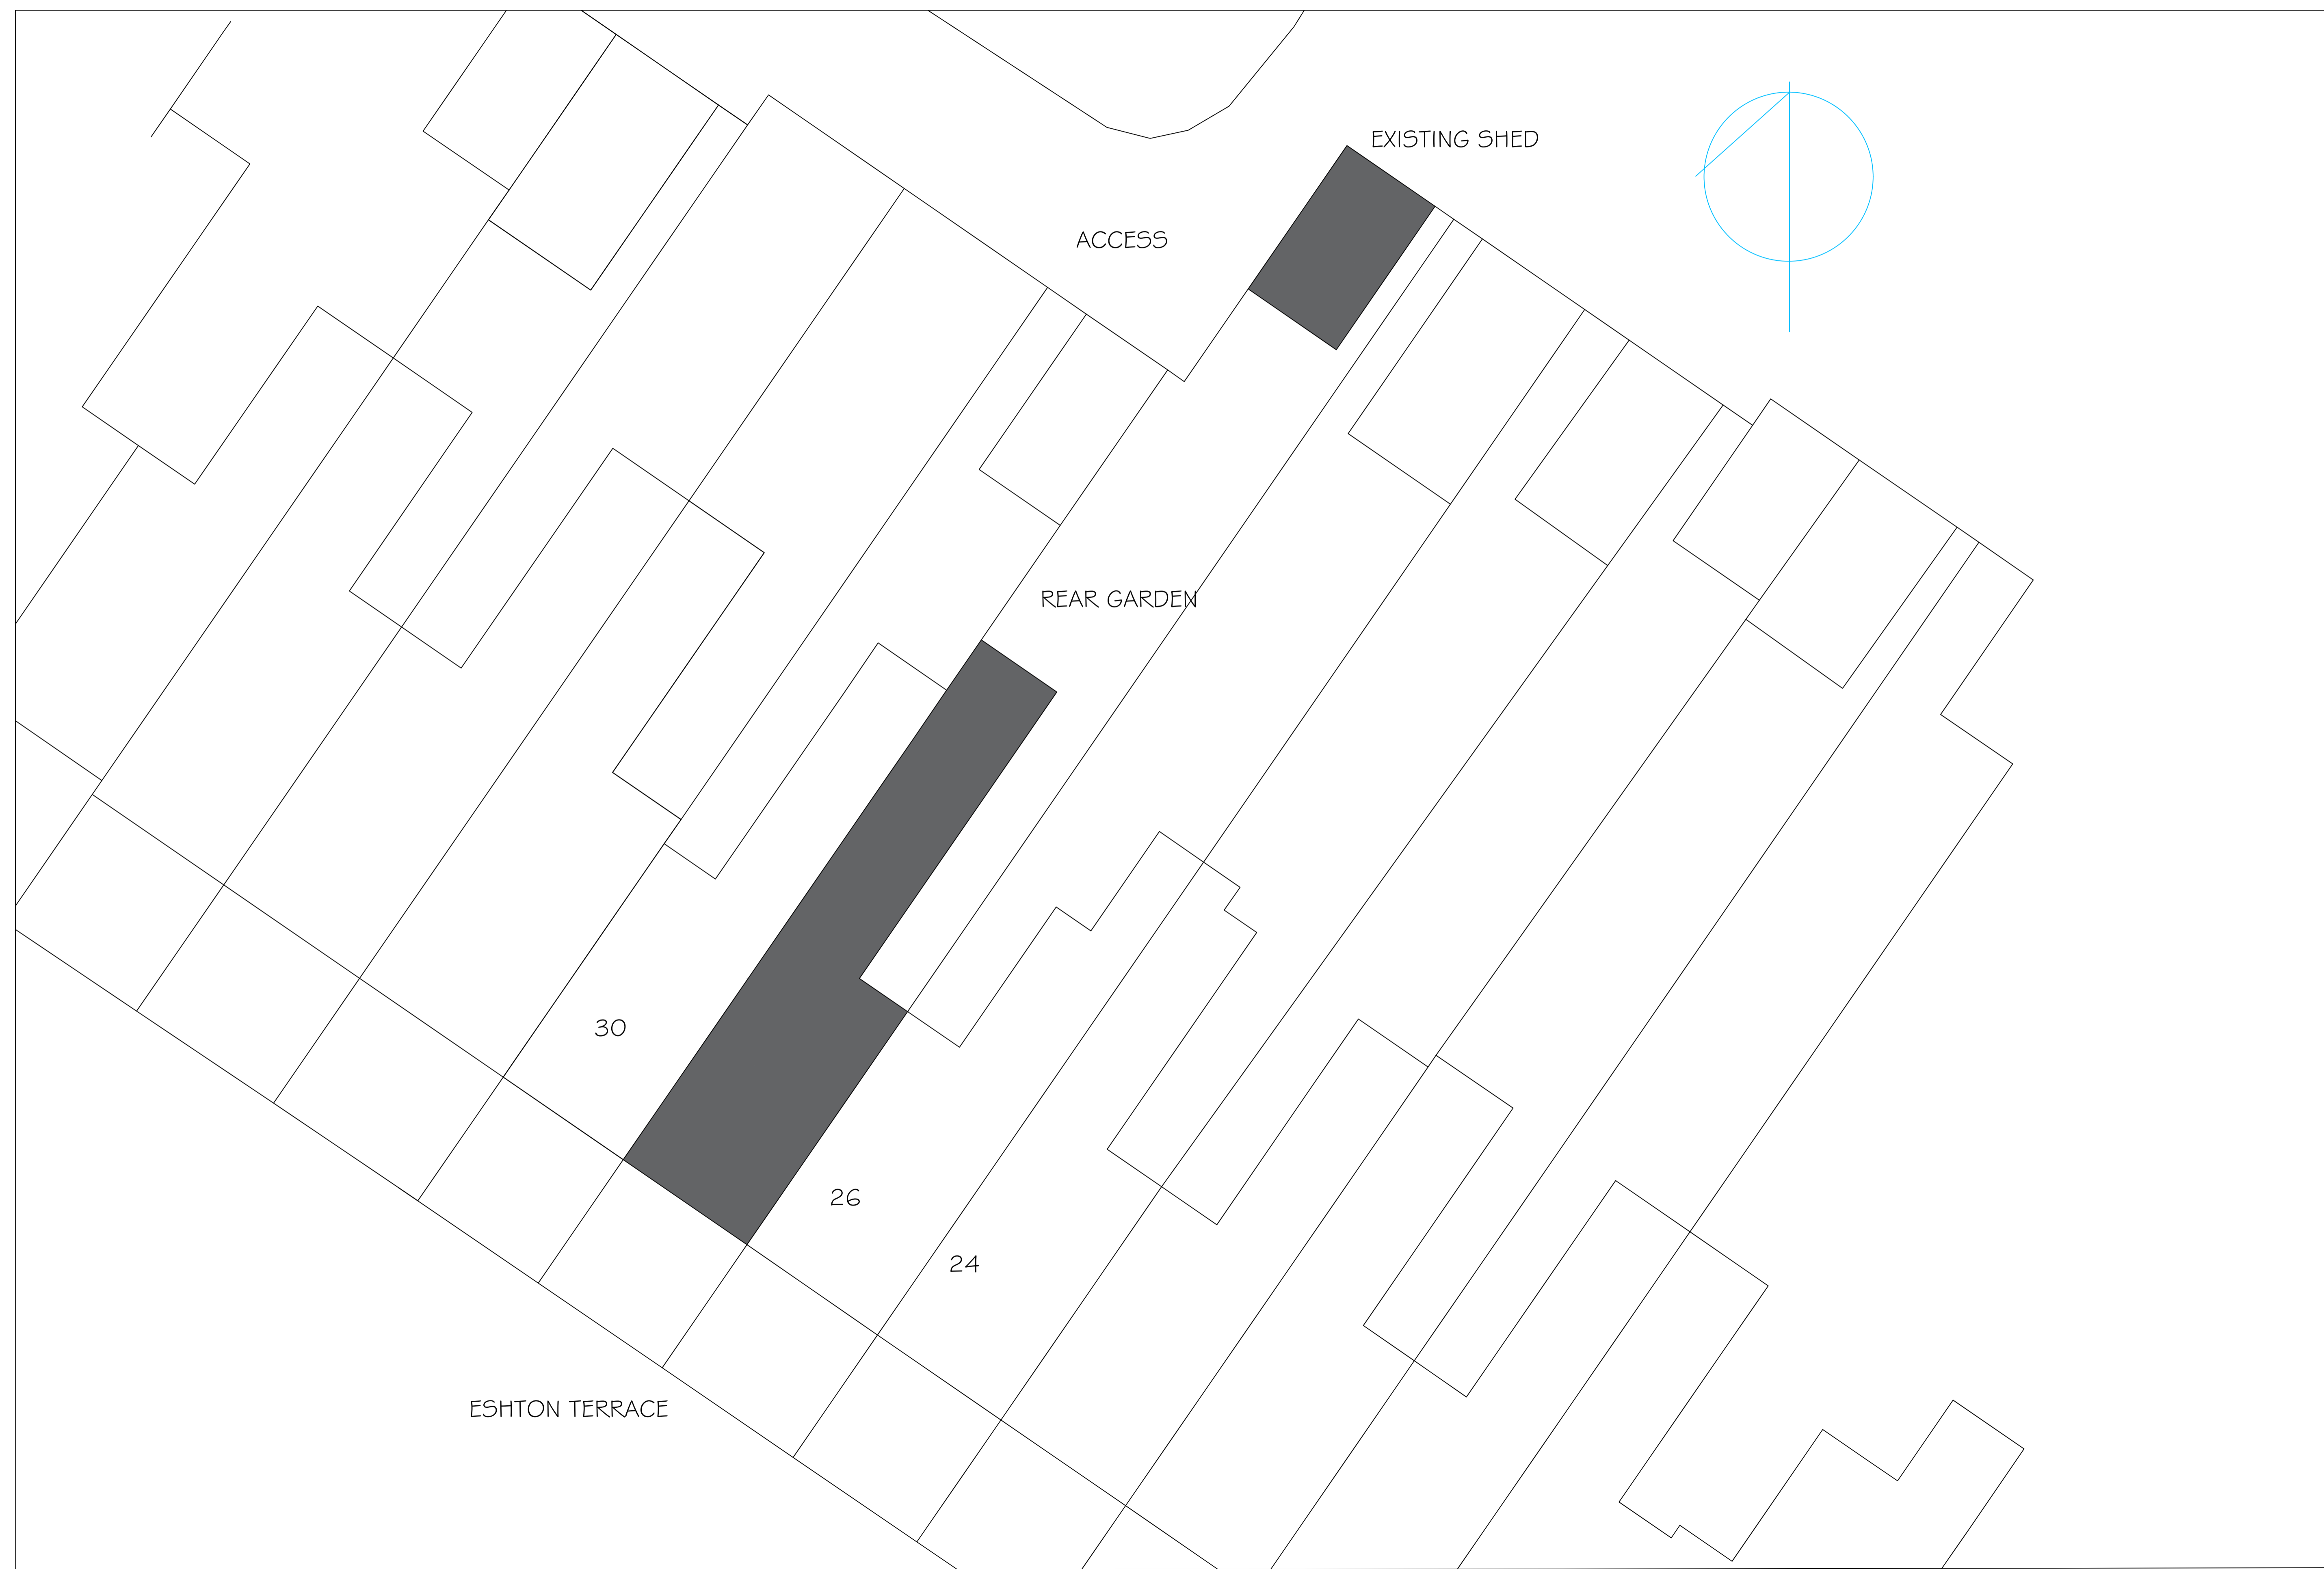 EXISTING SHED
ACCESS
REAR GARDEN
30
26
24
ESHTON TERRACE